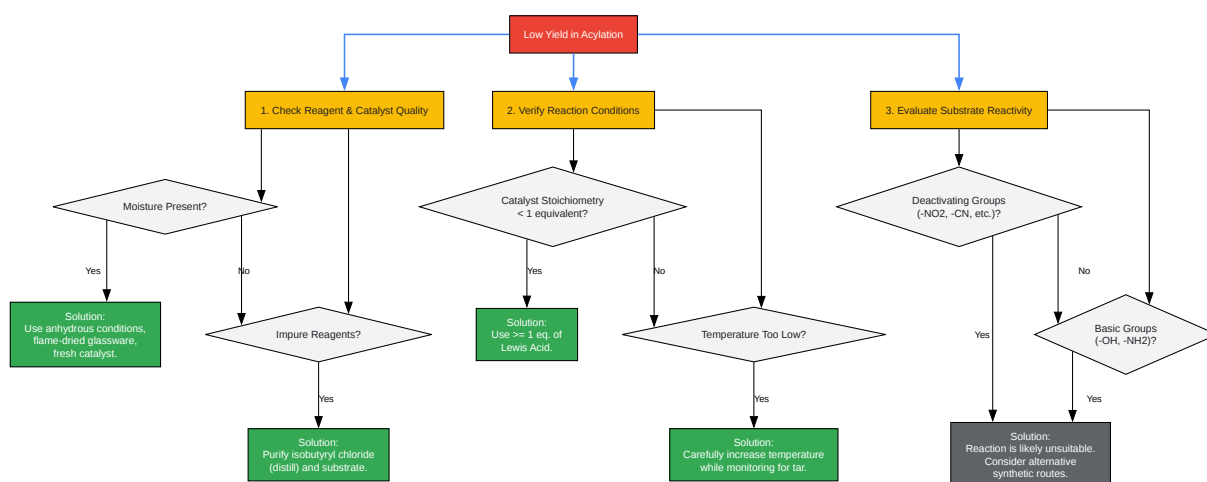 Low Yield in Acylation
1. Check Reagent & Catalyst Quality
2. Verify Reaction Conditions
3. Evaluate Substrate Reactivity
Moisture Present?
Catalyst Stoichiometry
< 1 equivalent?
Deactivating Groups
(-NO2, -CN, etc.)?
Yes
No
Yes
No
No
Solution:
Use anhydrous conditions,
flame-dried glassware,
fresh catalyst.
Impure Reagents?
Solution:
Use >= 1 eq. of
Lewis Acid.
Temperature Too Low?
Yes
Basic Groups
(-OH, -NH2)?
Yes
Yes
Yes
Solution:
Purify isobutyryl chloride
(distill) and substrate.
Solution:
Carefully increase temperature
while monitoring for tar.
Solution:
Reaction is likely unsuitable.
Consider alternative
synthetic routes.